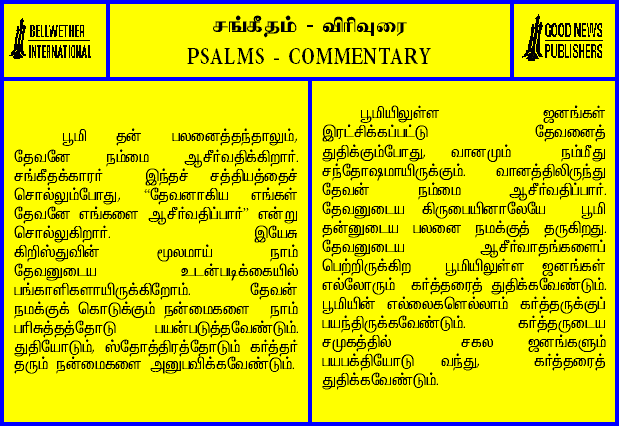 BELLWETHER
INTERNATIONAL
சங்கீதம் - விரிவுரை
PSALMS - COMMENTARY
GOOD NEWS
PUBLISHERS
பூமி தன் பலனைத்தந்தாலும்,
தேவனே நம்மை ஆசீர்வதிக்கிறார்.
சங்கீதக்காரர் இந்தச் சத்தியத்தைச்
சொல்லும்போது, “தேவனாகிய எங்கள்
தேவனே எங்களை ஆசீர்வதிப்பார்” என்று
சொல்லுகிறார். இயேசு
கிறிஸ்துவின் மூலமாய் நாம்
தேவனுடைய உடன்படிக்கையில்
பங்காளிகளாயிருக்கிறோம். தேவன்
நமக்குக் கொடுக்கும் நன்மைகளை நாம்
பரிசுத்தத்தோடு பயன்படுத்தவேண்டும்.
துதியோடும், ஸ்தோத்திரத்தோடும் கர்த்தர்
தரும் நன்மைகளை அனுபவிக்கவேண்டும்.
பூமியிலுள்ள ஜனங்கள்
இரட்சிக்கப்பட்டு தேவனைத்
துதிக்கும்போது, வானமும் நம்மீது
சந்தோஷமாயிருக்கும். வானத்திலிருந்து
தேவன் நம்மை ஆசீர்வதிப்பார்.
தேவனுடைய கிருபையினாலேயே பூமி
தன்னுடைய பலனை நமக்குத் தருகிறது.
தேவனுடைய ஆசீர்வாதங்களைப்
பெற்றிருக்கிற பூமியிலுள்ள ஜனங்கள்
எல்லோரும் கர்த்தரைத் துதிக்கவேண்டும்.
பூமியின் எல்லைகளெல்லாம் கர்த்தருக்குப்
பயந்திருக்கவேண்டும். கர்த்தருடைய
சமுகத்தில் சகல ஜனங்களும்
பயபக்தியோடு வந்து, கர்த்தரைத்
துதிக்கவேண்டும்.